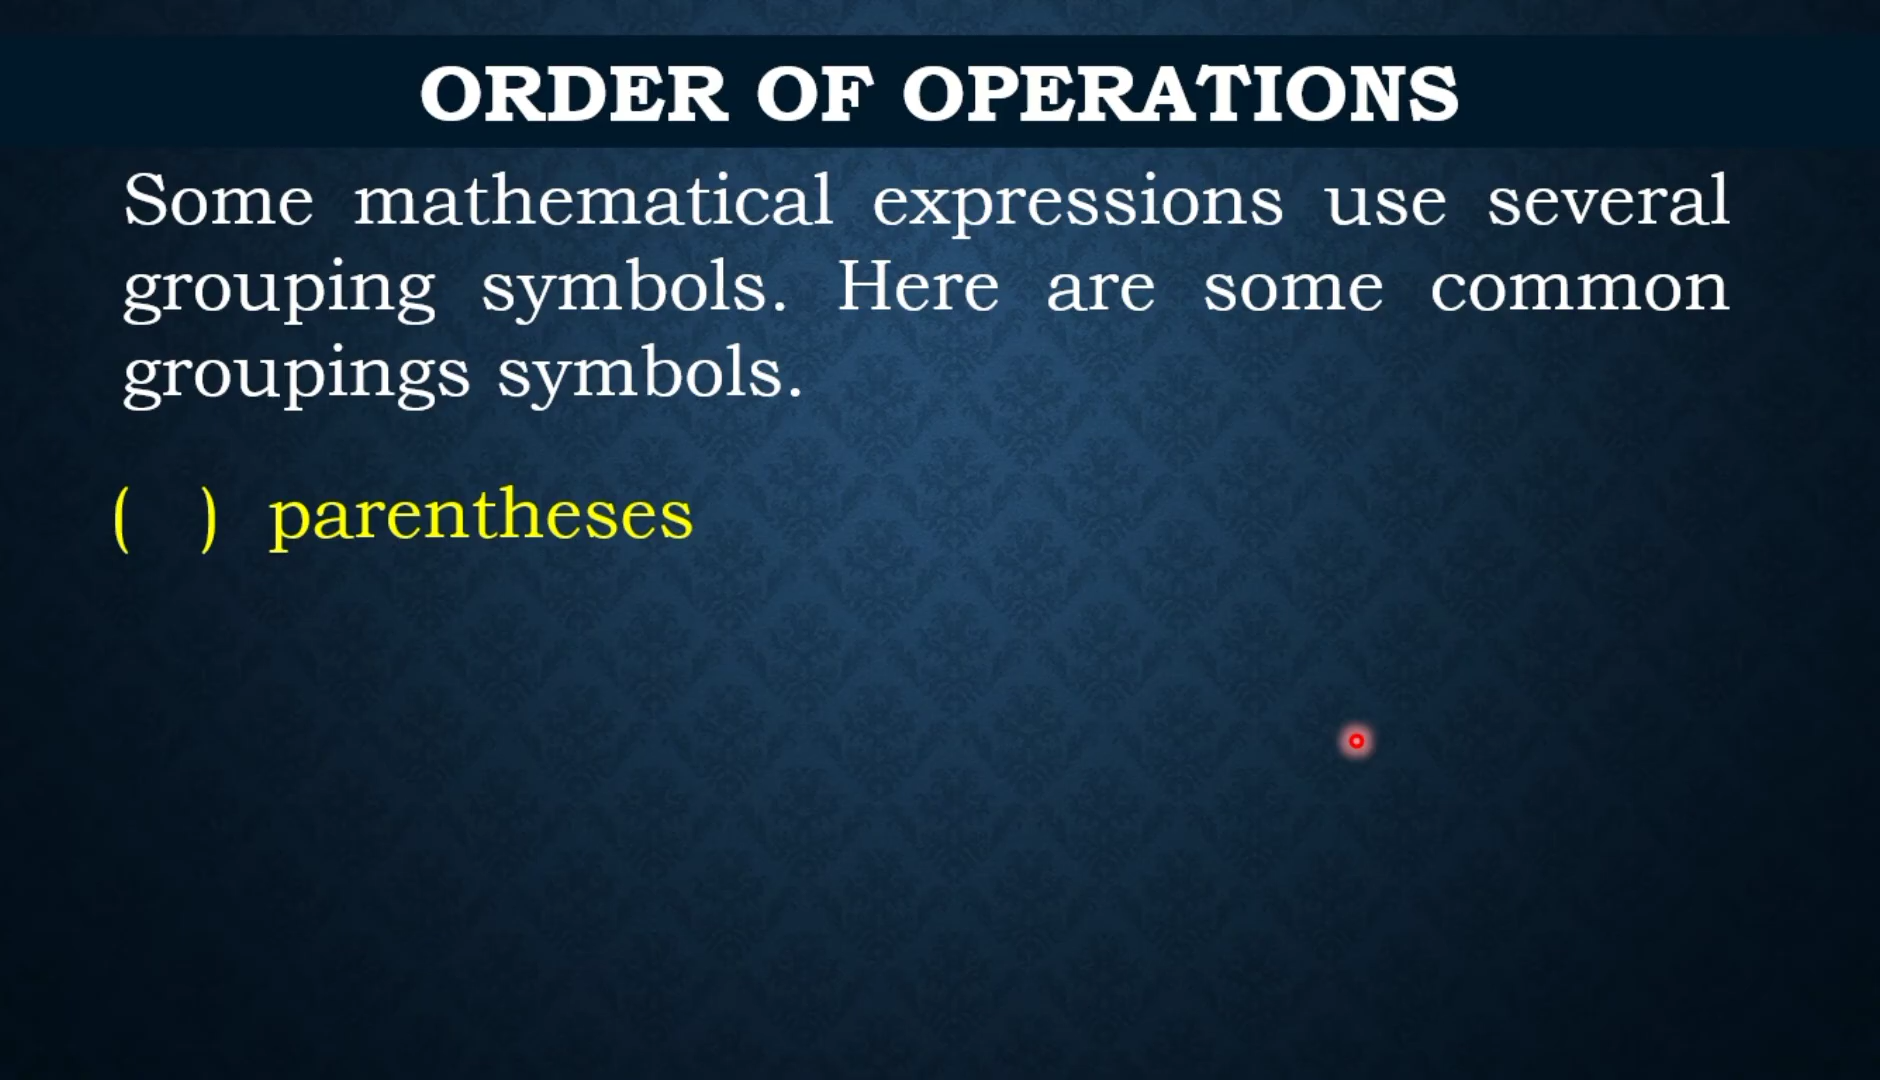 ORDER OF OPERATIONS
Some mathematical expressions use several
grouping symbols. Here are some common
groupings symbols.
( ) parentheses